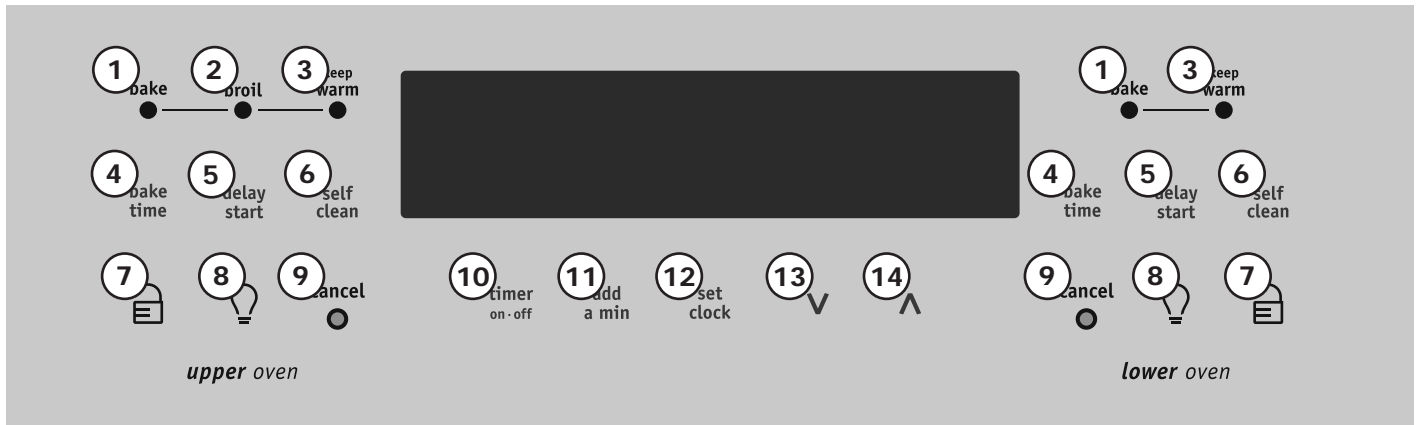 1 2 3 1 3
bake broil keep warm bake keep warm
4 5 6 4 5 6
bake delay self bake delay self
time start clean time start clean
7 8 9 10 11 12 13 14 9 8 7
cancel timer add set cancel
on·off a min clock
upper oven lower oven